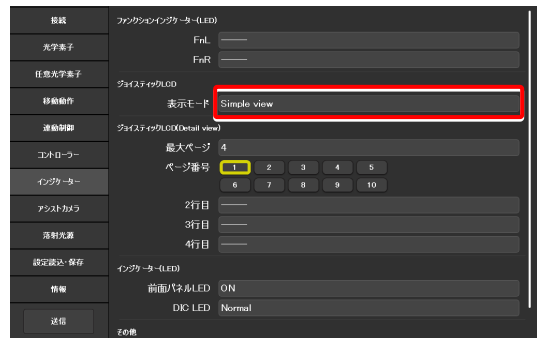 接続
光学素子
任意光学素子
移動動作
連動制御
コントローラー
インジケーター
アシストカメラ
落射光源
設定読込・保存
情報
送信
ファンクションインジケーター(LED)
FnL ――
FnR ――
ジョイスティックLCD
表示モード Simple view
ジョイスティックLCD(Detail view)
最大ページ 4
ページ番号 1 2 3 4 5
6 7 8 9 10
2行目 ――
3行目 ――
4行目 ――
インジケーター(LED)
前面パネルLED ON
DIC LED Normal
その他